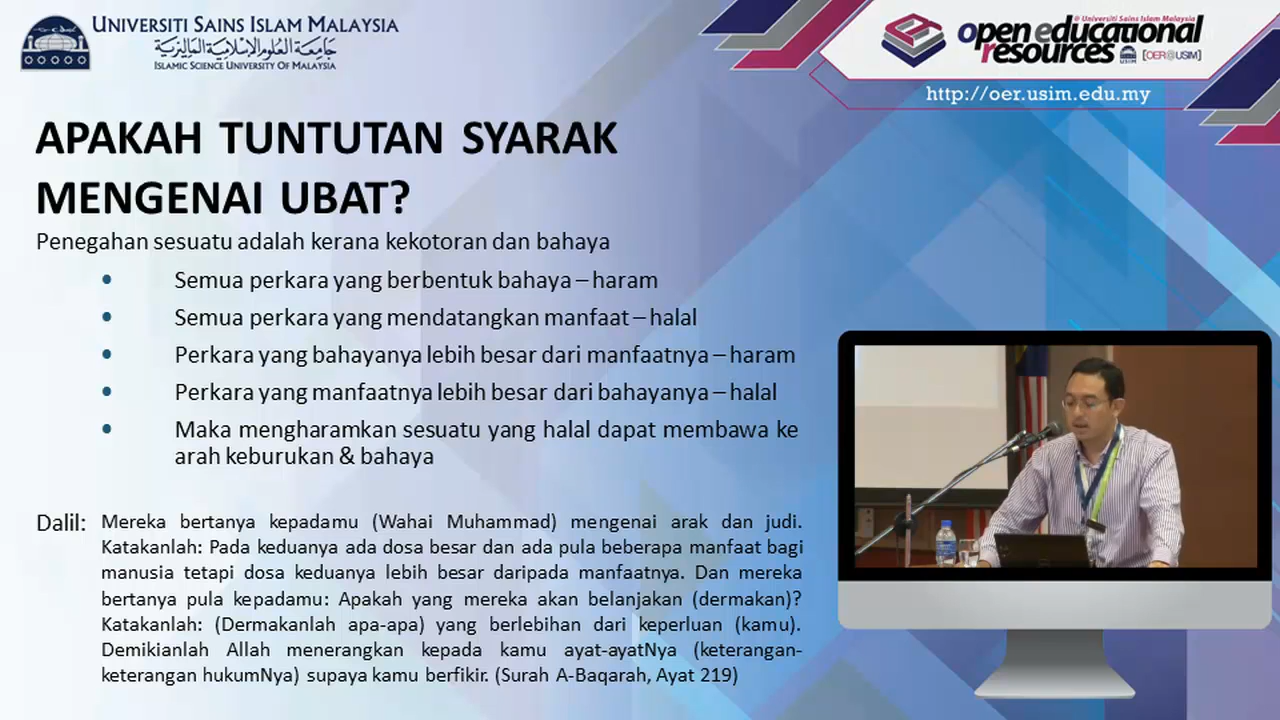 UNIVERSITI SAINS ISLAM MALAYSIA
جامعة العلوم الإسلامية الماليزية
ISLAMIC SCIENCE UNIVERSITY OF MALAYSIA
@ Universiti Sains Islam Malaysia
open educational
resources
USIM [OER@USIM]
http://oer.usim.edu.my
APAKAH TUNTUTAN SYARAK
MENGENAI UBAT?
Penegahan sesuatu adalah kerana kekotoran dan bahaya
• Semua perkara yang berbentuk bahaya – haram
• Semua perkara yang mendatangkan manfaat – halal
• Perkara yang bahayanya lebih besar dari manfaatnya – haram
• Perkara yang manfaatnya lebih besar dari bahayanya – halal
• Maka mengharamkan sesuatu yang halal dapat membawa ke
arah keburukan & bahaya
Dalil: Mereka bertanya kepadamu (Wahai Muhammad) mengenai arak dan judi.
Katakanlah: Pada keduanya ada dosa besar dan ada pula beberapa manfaat bagi
manusia tetapi dosa keduanya lebih besar daripada manfaatnya. Dan mereka
bertanya pula kepadamu: Apakah yang mereka akan belanjakan (dermakan)?
Katakanlah: (Dermakanlah apa-apa) yang berlebihan dari keperluan (kamu).
Demikianlah Allah menerangkan kepada kamu ayat-ayatNya (keterangan-
keterangan hukumNya) supaya kamu berfikir. (Surah A-Baqarah, Ayat 219)